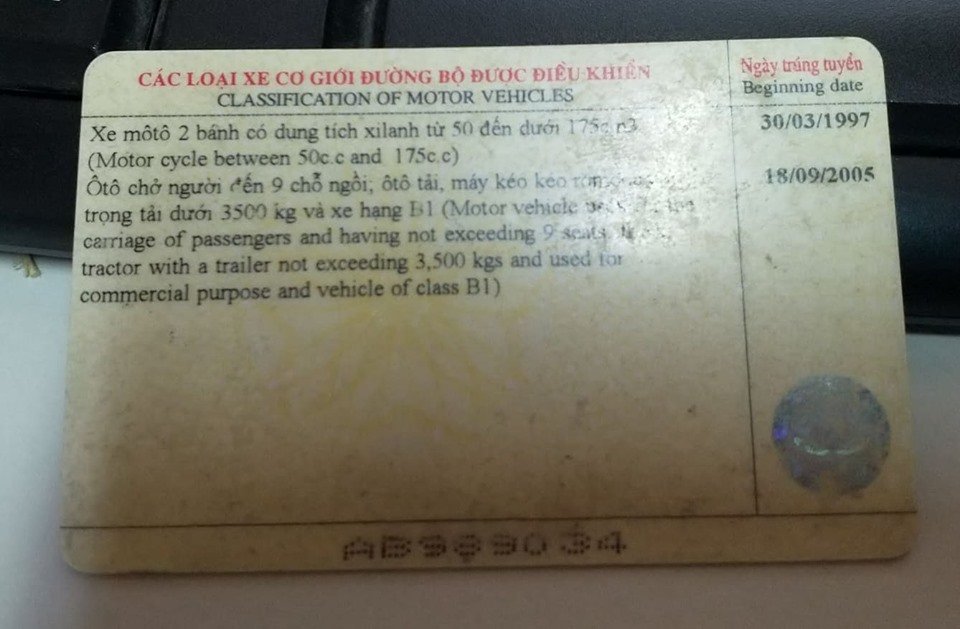 CÁC LOẠI XE CƠ GIỚI ĐƯỜNG BỘ ĐƯỢC ĐIỀU KHIỂN
CLASSIFICATION OF MOTOR VEHICLES
Ngày trúng tuyển
Beginning date
Xe môtô 2 bánh có dung tích xilanh từ 50 đến dưới
(Motor cycle between 50c.c and 175c.c)
30/03/1997
Ôtô chở người đến 9 chỗ ngồi; ôtô tải, máy kéo kéo
trọng tải dưới 3500 kg và xe hạng B1 (Motor vehicle
carriage of passengers and having not exceeding 9 seats
tractor with a trailer not exceeding 3,500 kgs and used for
commercial purpose and vehicle of class B1)
18/09/2005